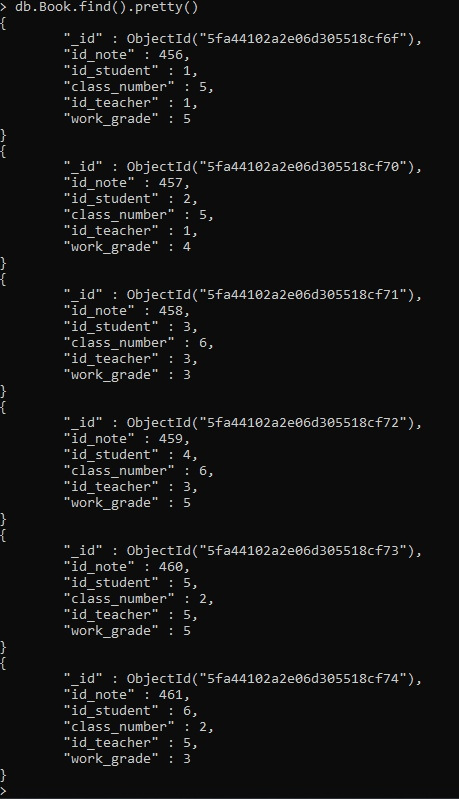 > db.Book.find().pretty()
{
        "_id" : ObjectId("5fa44102a2e06d305518cf6f"),
        "id_note" : 456,
        "id_student" : 1,
        "class_number" : 5,
        "id_teacher" : 1,
        "work_grade" : 5
}
{
        "_id" : ObjectId("5fa44102a2e06d305518cf70"),
        "id_note" : 457,
        "id_student" : 2,
        "class_number" : 5,
        "id_teacher" : 1,
        "work_grade" : 4
}
{
        "_id" : ObjectId("5fa44102a2e06d305518cf71"),
        "id_note" : 458,
        "id_student" : 3,
        "class_number" : 6,
        "id_teacher" : 3,
        "work_grade" : 3
}
{
        "_id" : ObjectId("5fa44102a2e06d305518cf72"),
        "id_note" : 459,
        "id_student" : 4,
        "class_number" : 6,
        "id_teacher" : 3,
        "work_grade" : 5
}
{
        "_id" : ObjectId("5fa44102a2e06d305518cf73"),
        "id_note" : 460,
        "id_student" : 5,
        "class_number" : 2,
        "id_teacher" : 5,
        "work_grade" : 5
}
{
        "_id" : ObjectId("5fa44102a2e06d305518cf74"),
        "id_note" : 461,
        "id_student" : 6,
        "class_number" : 2,
        "id_teacher" : 5,
        "work_grade" : 3
}
>